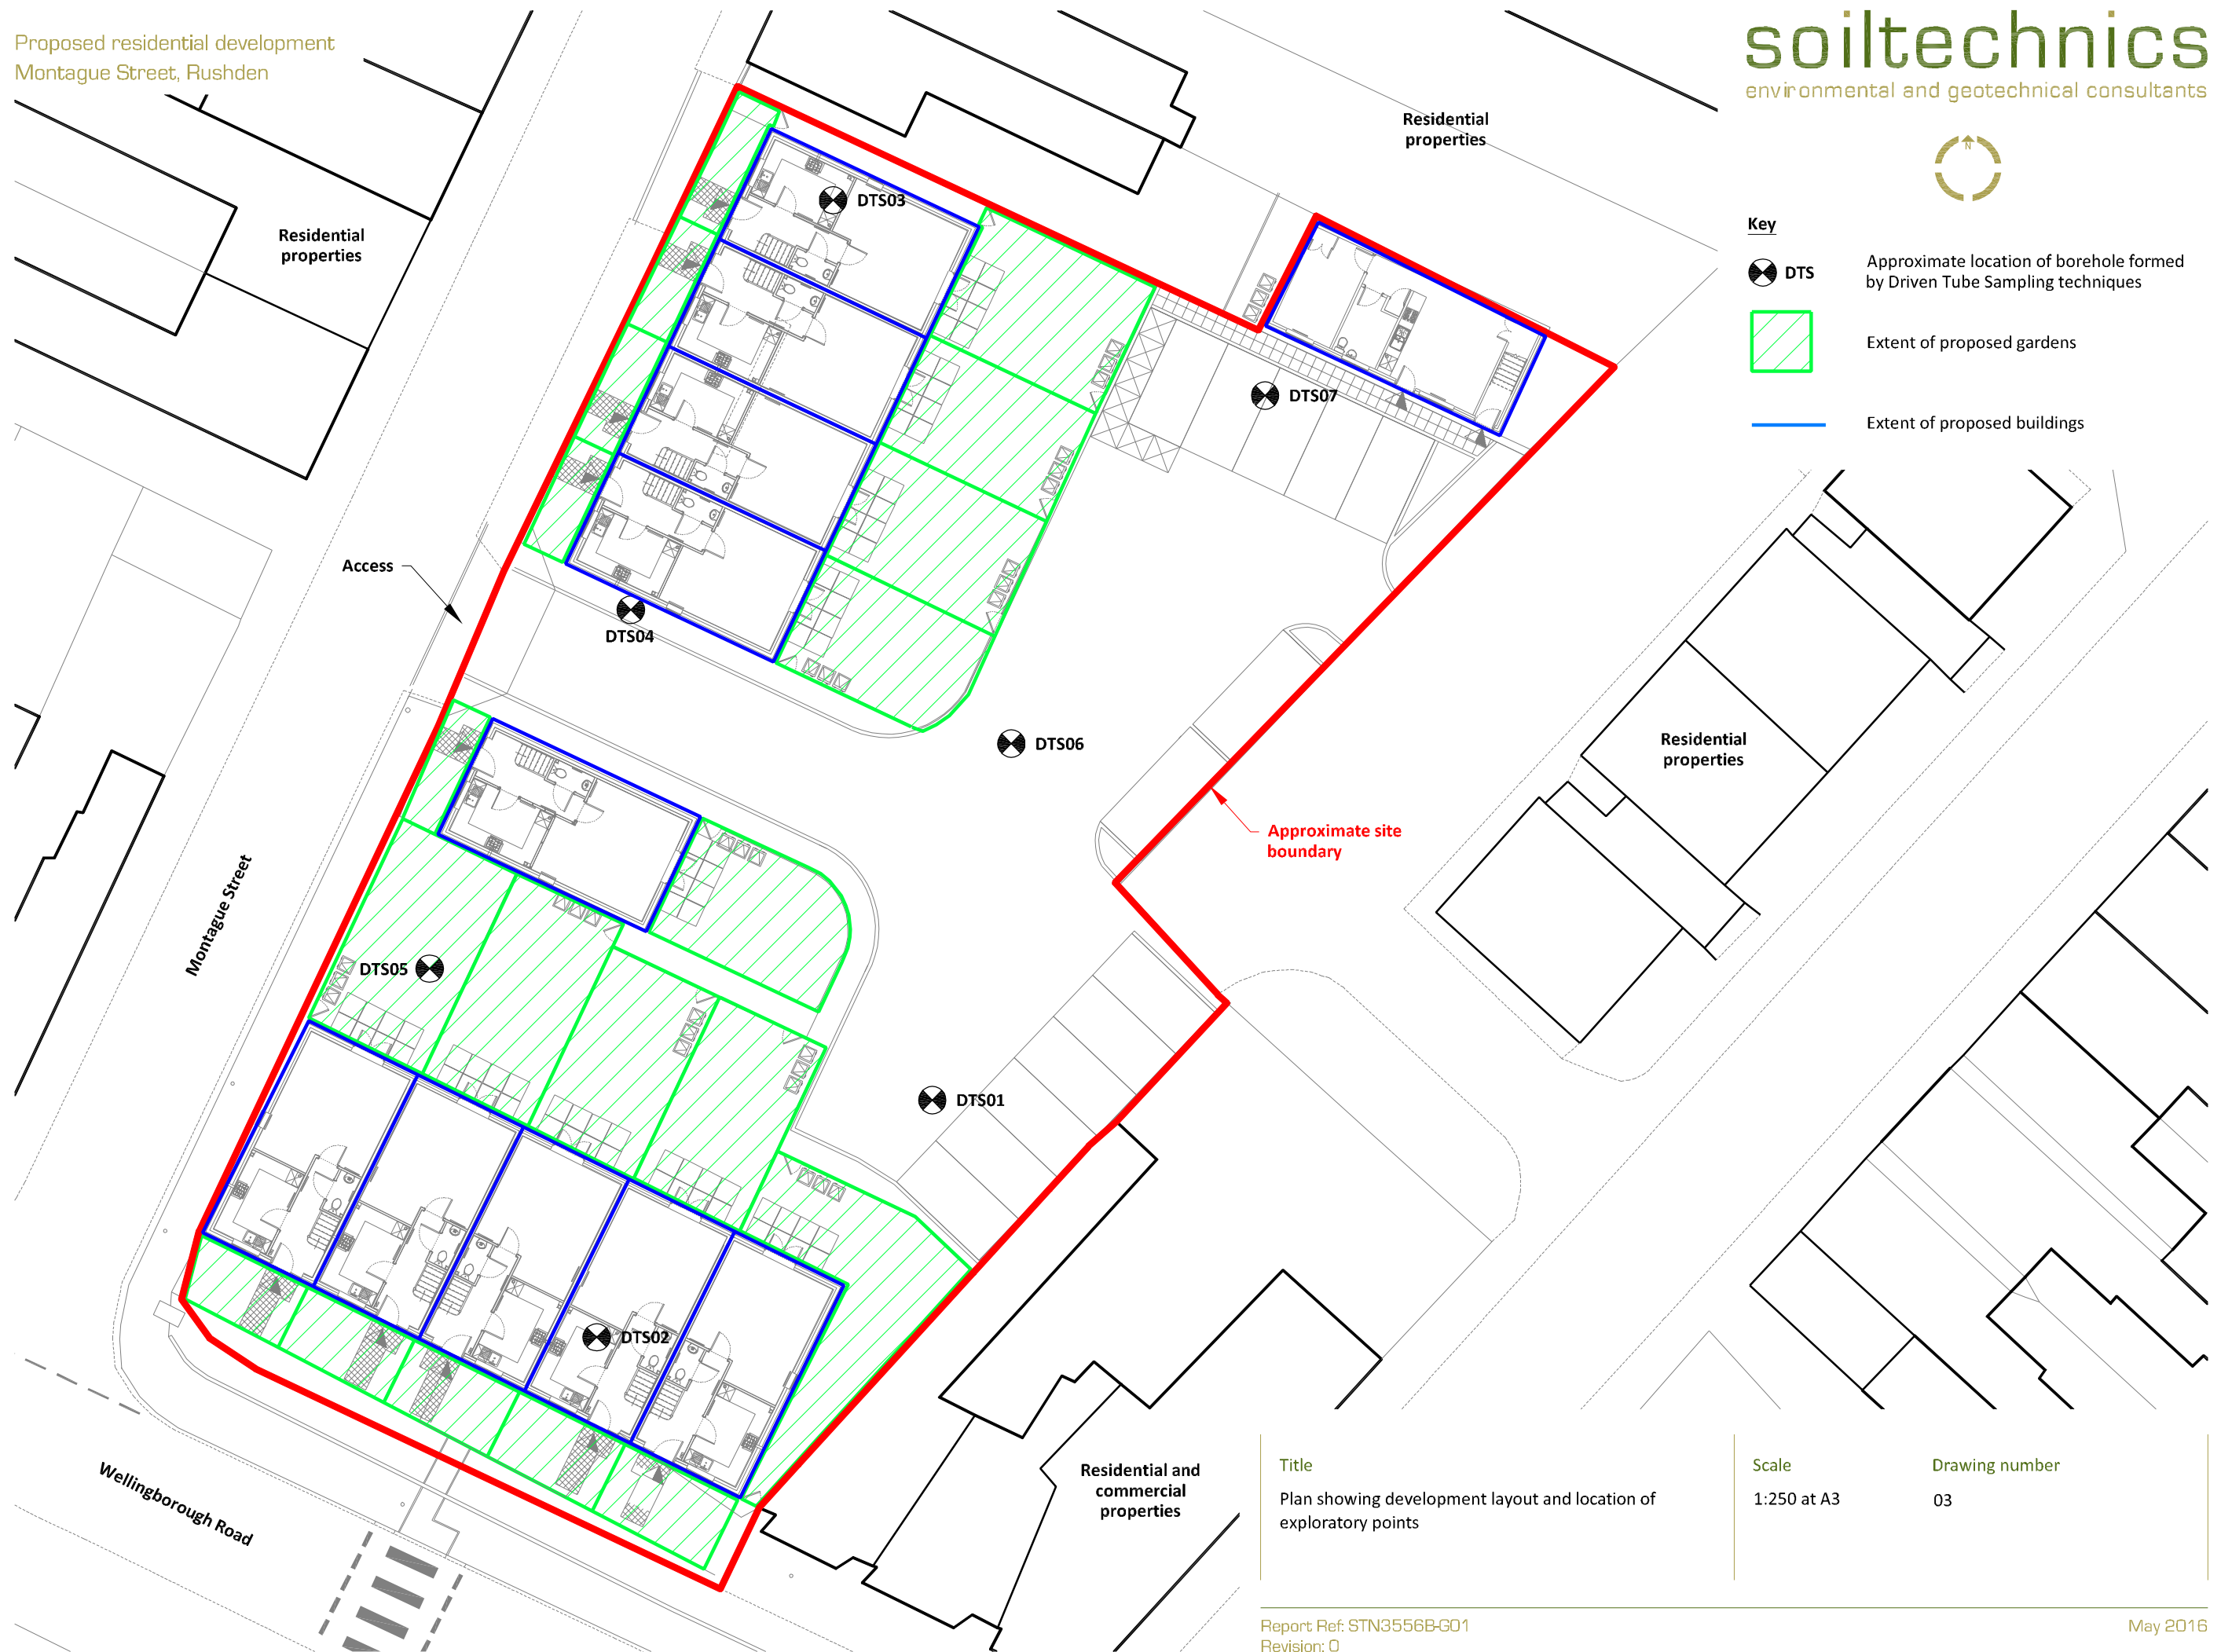 Proposed residential development
Montague Street, Rushden
soiltechnics
environmental and geotechnical consultants
N
Key
DTS
Approximate location of borehole formed
by Driven Tube Sampling techniques
Extent of proposed gardens
Extent of proposed buildings
Residential
properties
Residential
properties
DTS03
DTS07
Access
DTS04
DTS06
Residential
properties
Approximate site
boundary
Montague Street
DTS05
DTS01
DTS02
Wellingborough Road
Residential and
commercial
properties
Title
Plan showing development layout and location of
exploratory points
Scale
1:250 at A3
Drawing number
03
Report Ref: STN3556B-G01
Revision: 0
May 2016